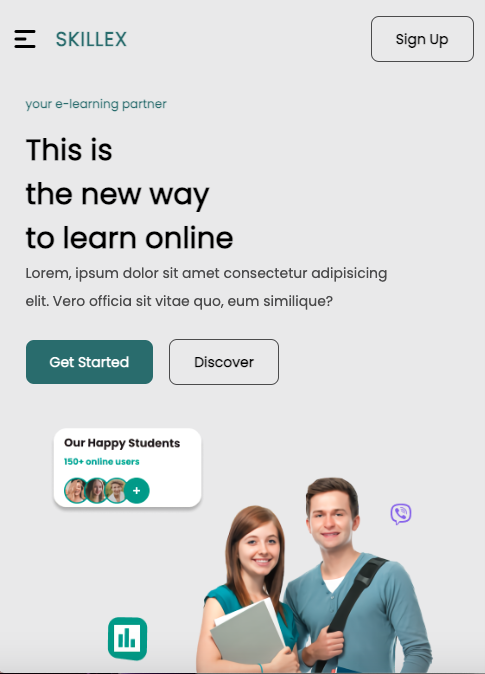 SKILLEX
Sign Up
your e-learning partner
This is
the new way
to learn online
Lorem, ipsum dolor sit amet consectetur adipisicing
elit. Vero officia sit vitae quo, eum similique?
Get Started
Discover
Our Happy Students
150+ online users
+